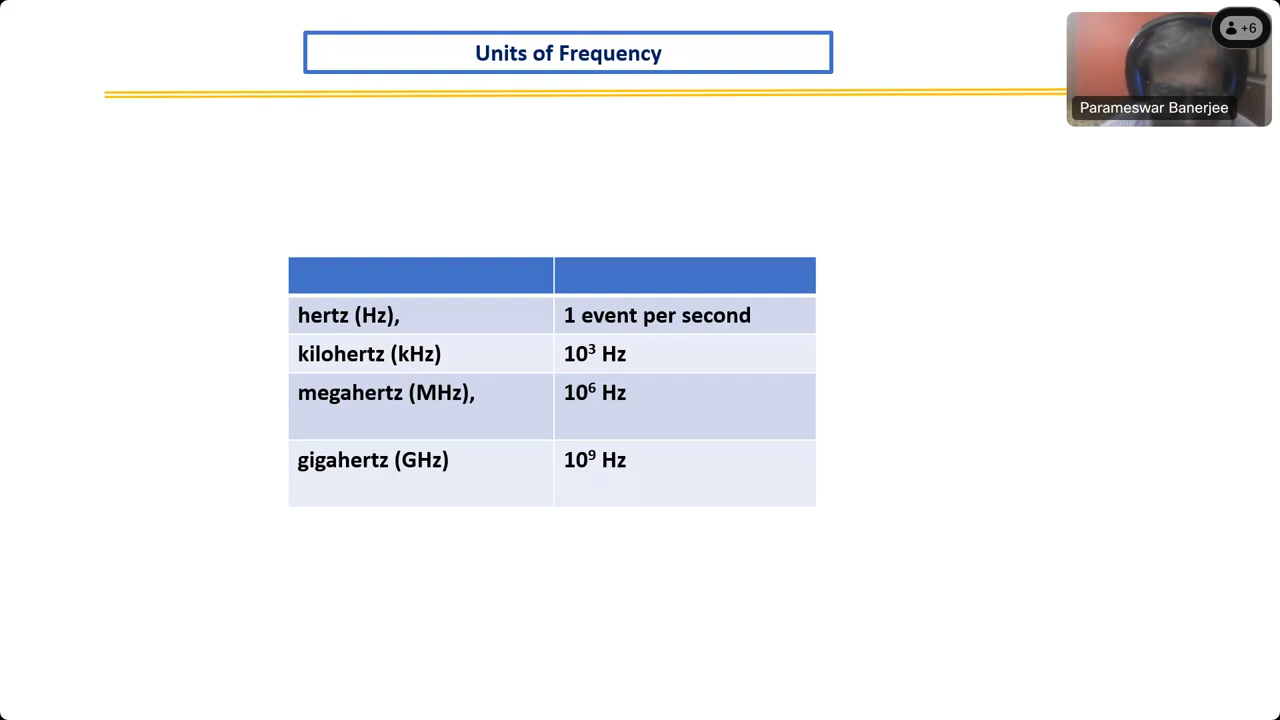 Units of Frequency
+6
Parameswar Banerjee
hertz (Hz), 1 event per second
kilohertz (kHz) 10³ Hz
megahertz (MHz), 10⁶ Hz
gigahertz (GHz) 10⁹ Hz